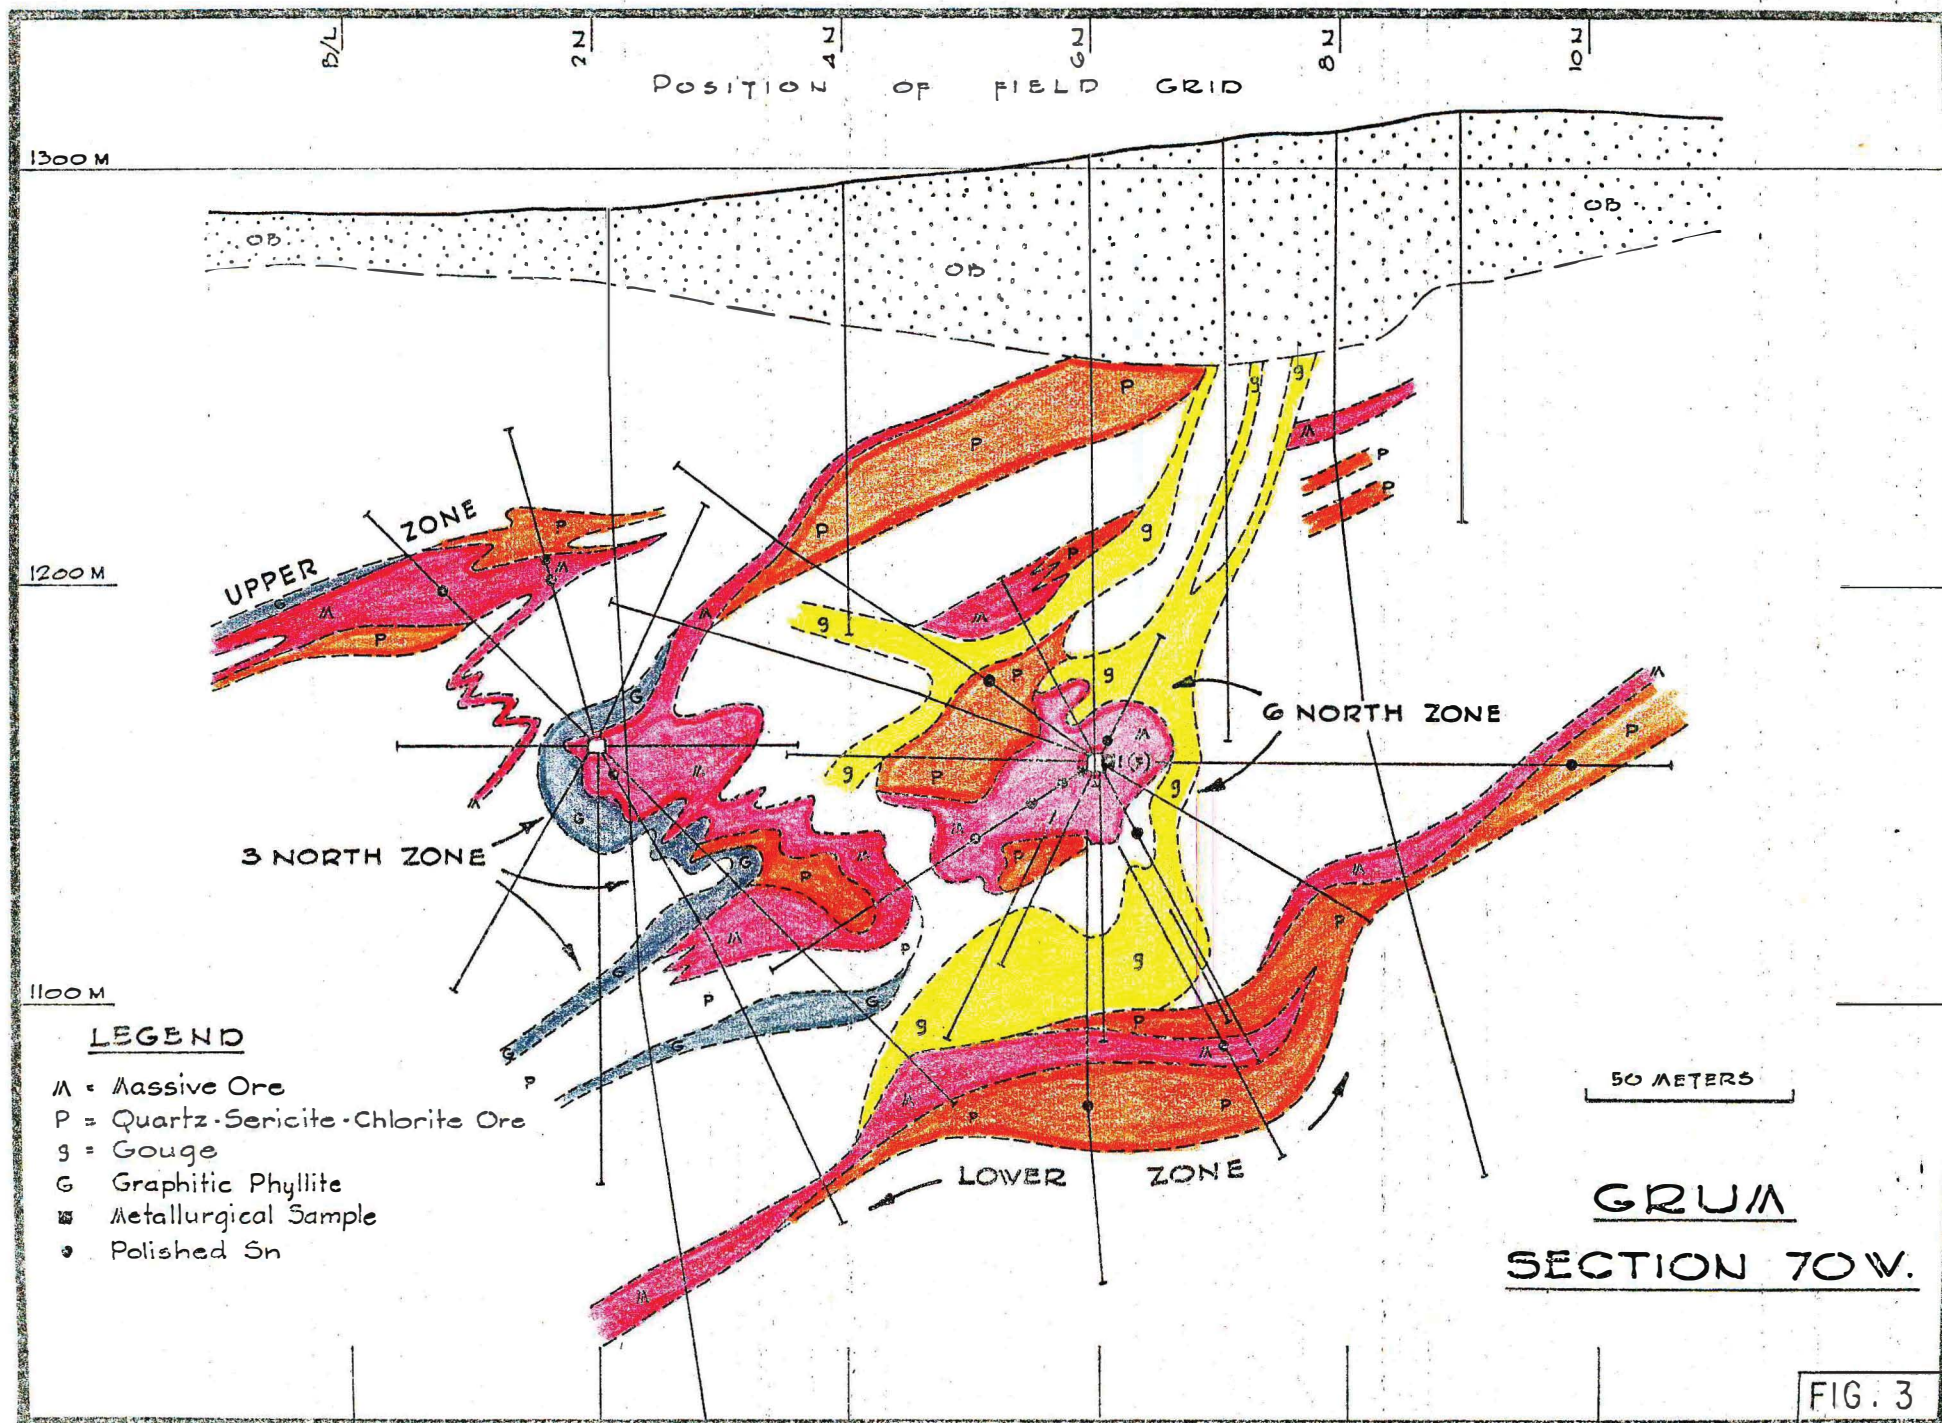 B/L 2N 4N 6N 8N 10N
POSITION OF FIELD GRID
1300 M
OB
OB
OB
g g
P
P
M
P
P
P
UPPER ZONE
P
M
G
M
P
1200 M
P
g
P
M
M
g
G
P
g
M
P
6 NORTH ZONE
M
P
M
1(F)
P
g
g
G
3 NORTH ZONE
M
M
M
G
P
P
M
P
M
P
G
P
g
1100 M
P
G
g
P
G
M
G
P
M
P
P
50 METERS
LOWER ZONE
M
LEGEND
M = Massive Ore
P = Quartz-Sericite-Chlorite Ore
g = Gouge
G Graphitic Phyllite
Metallurgical Sample
Polished Sn
GRUM
SECTION 70 W.
FIG. 3